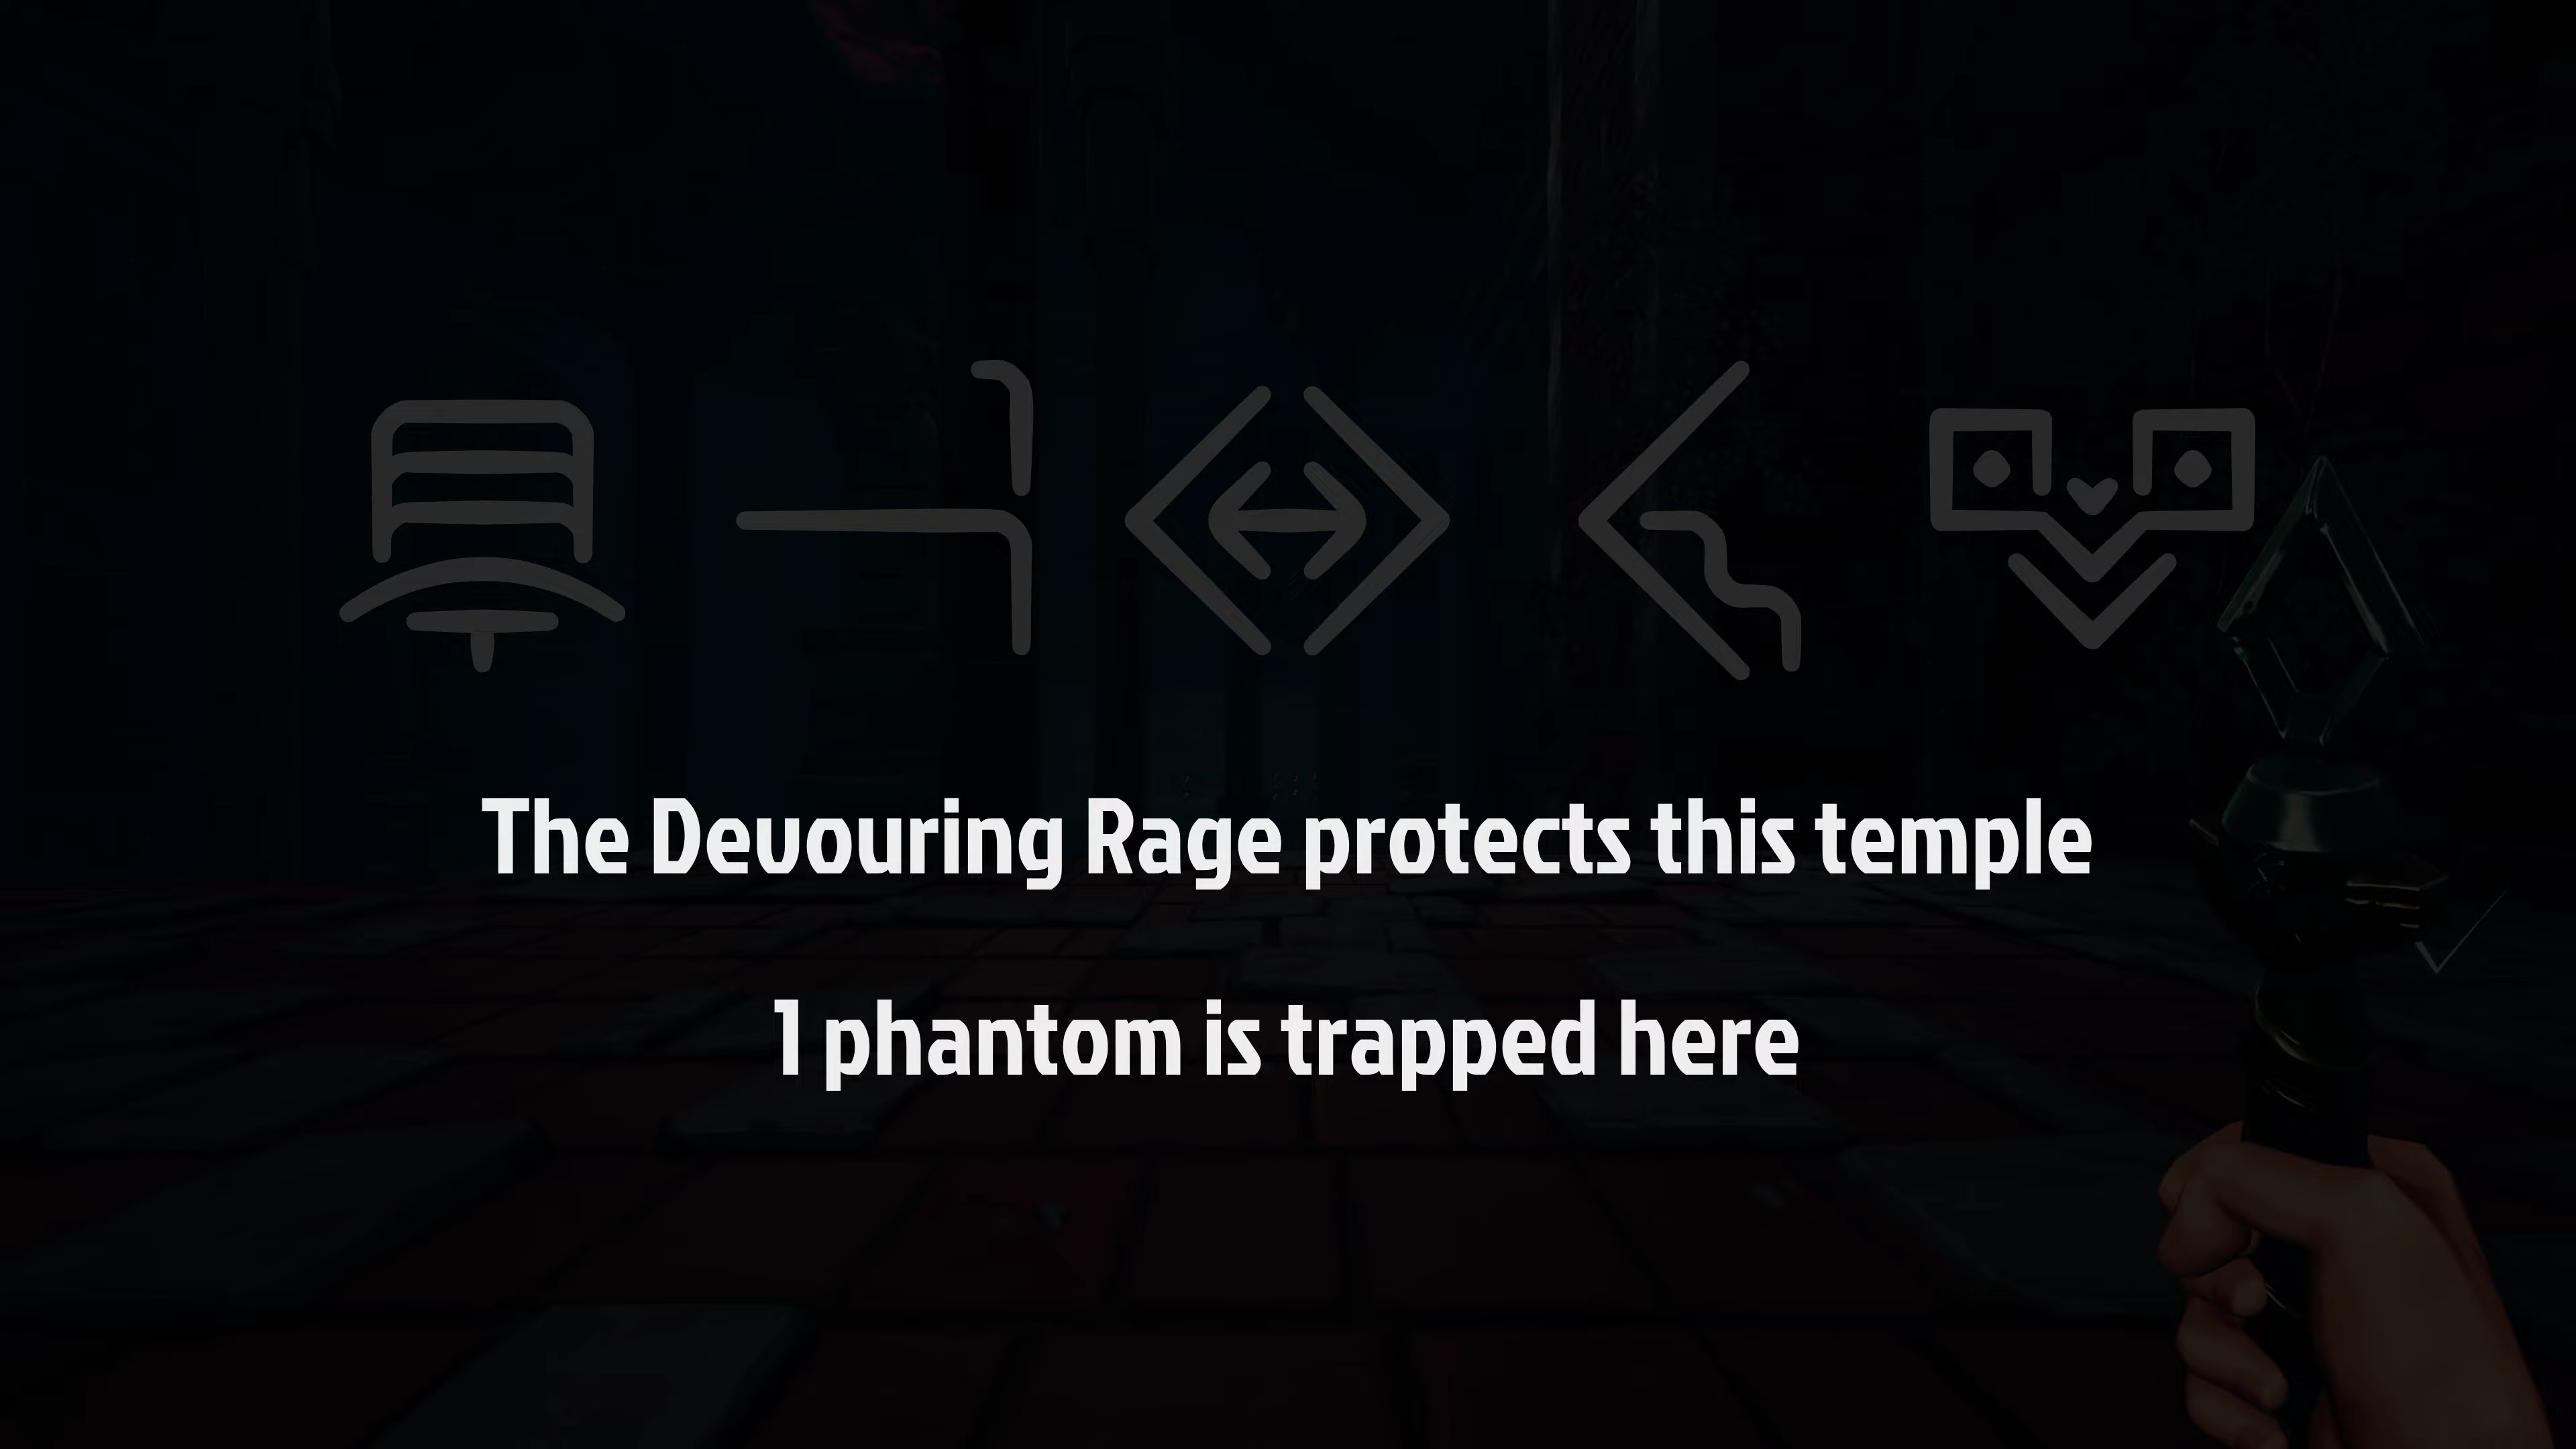 The Devouring Rage protects this temple
1 phantom is trapped here